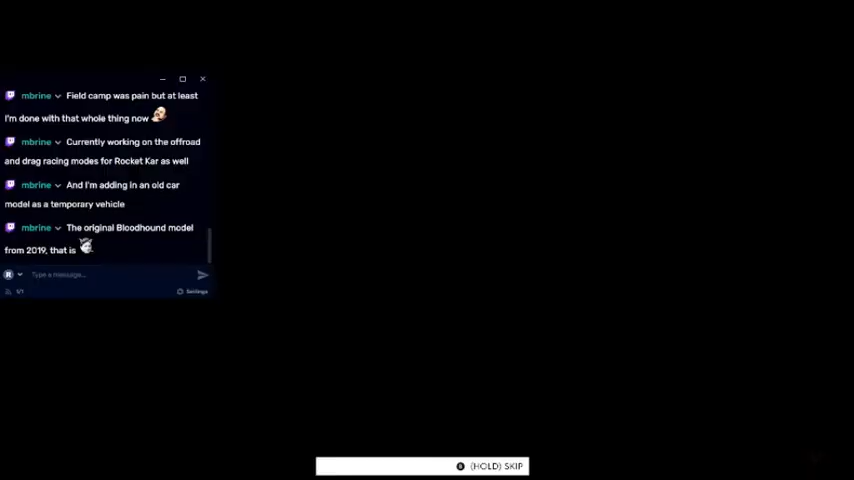 mbrine Field camp was pain but at least
I'm done with that whole thing now
mbrine Currently working on the offroad
and drag racing modes for Rocket Kar as well
mbrine And I'm adding in an old car
model as a temporary vehicle
mbrine The original Bloodhound model
from 2019, that is
R Type a message...
1/1 Settings
(HOLD) SKIP